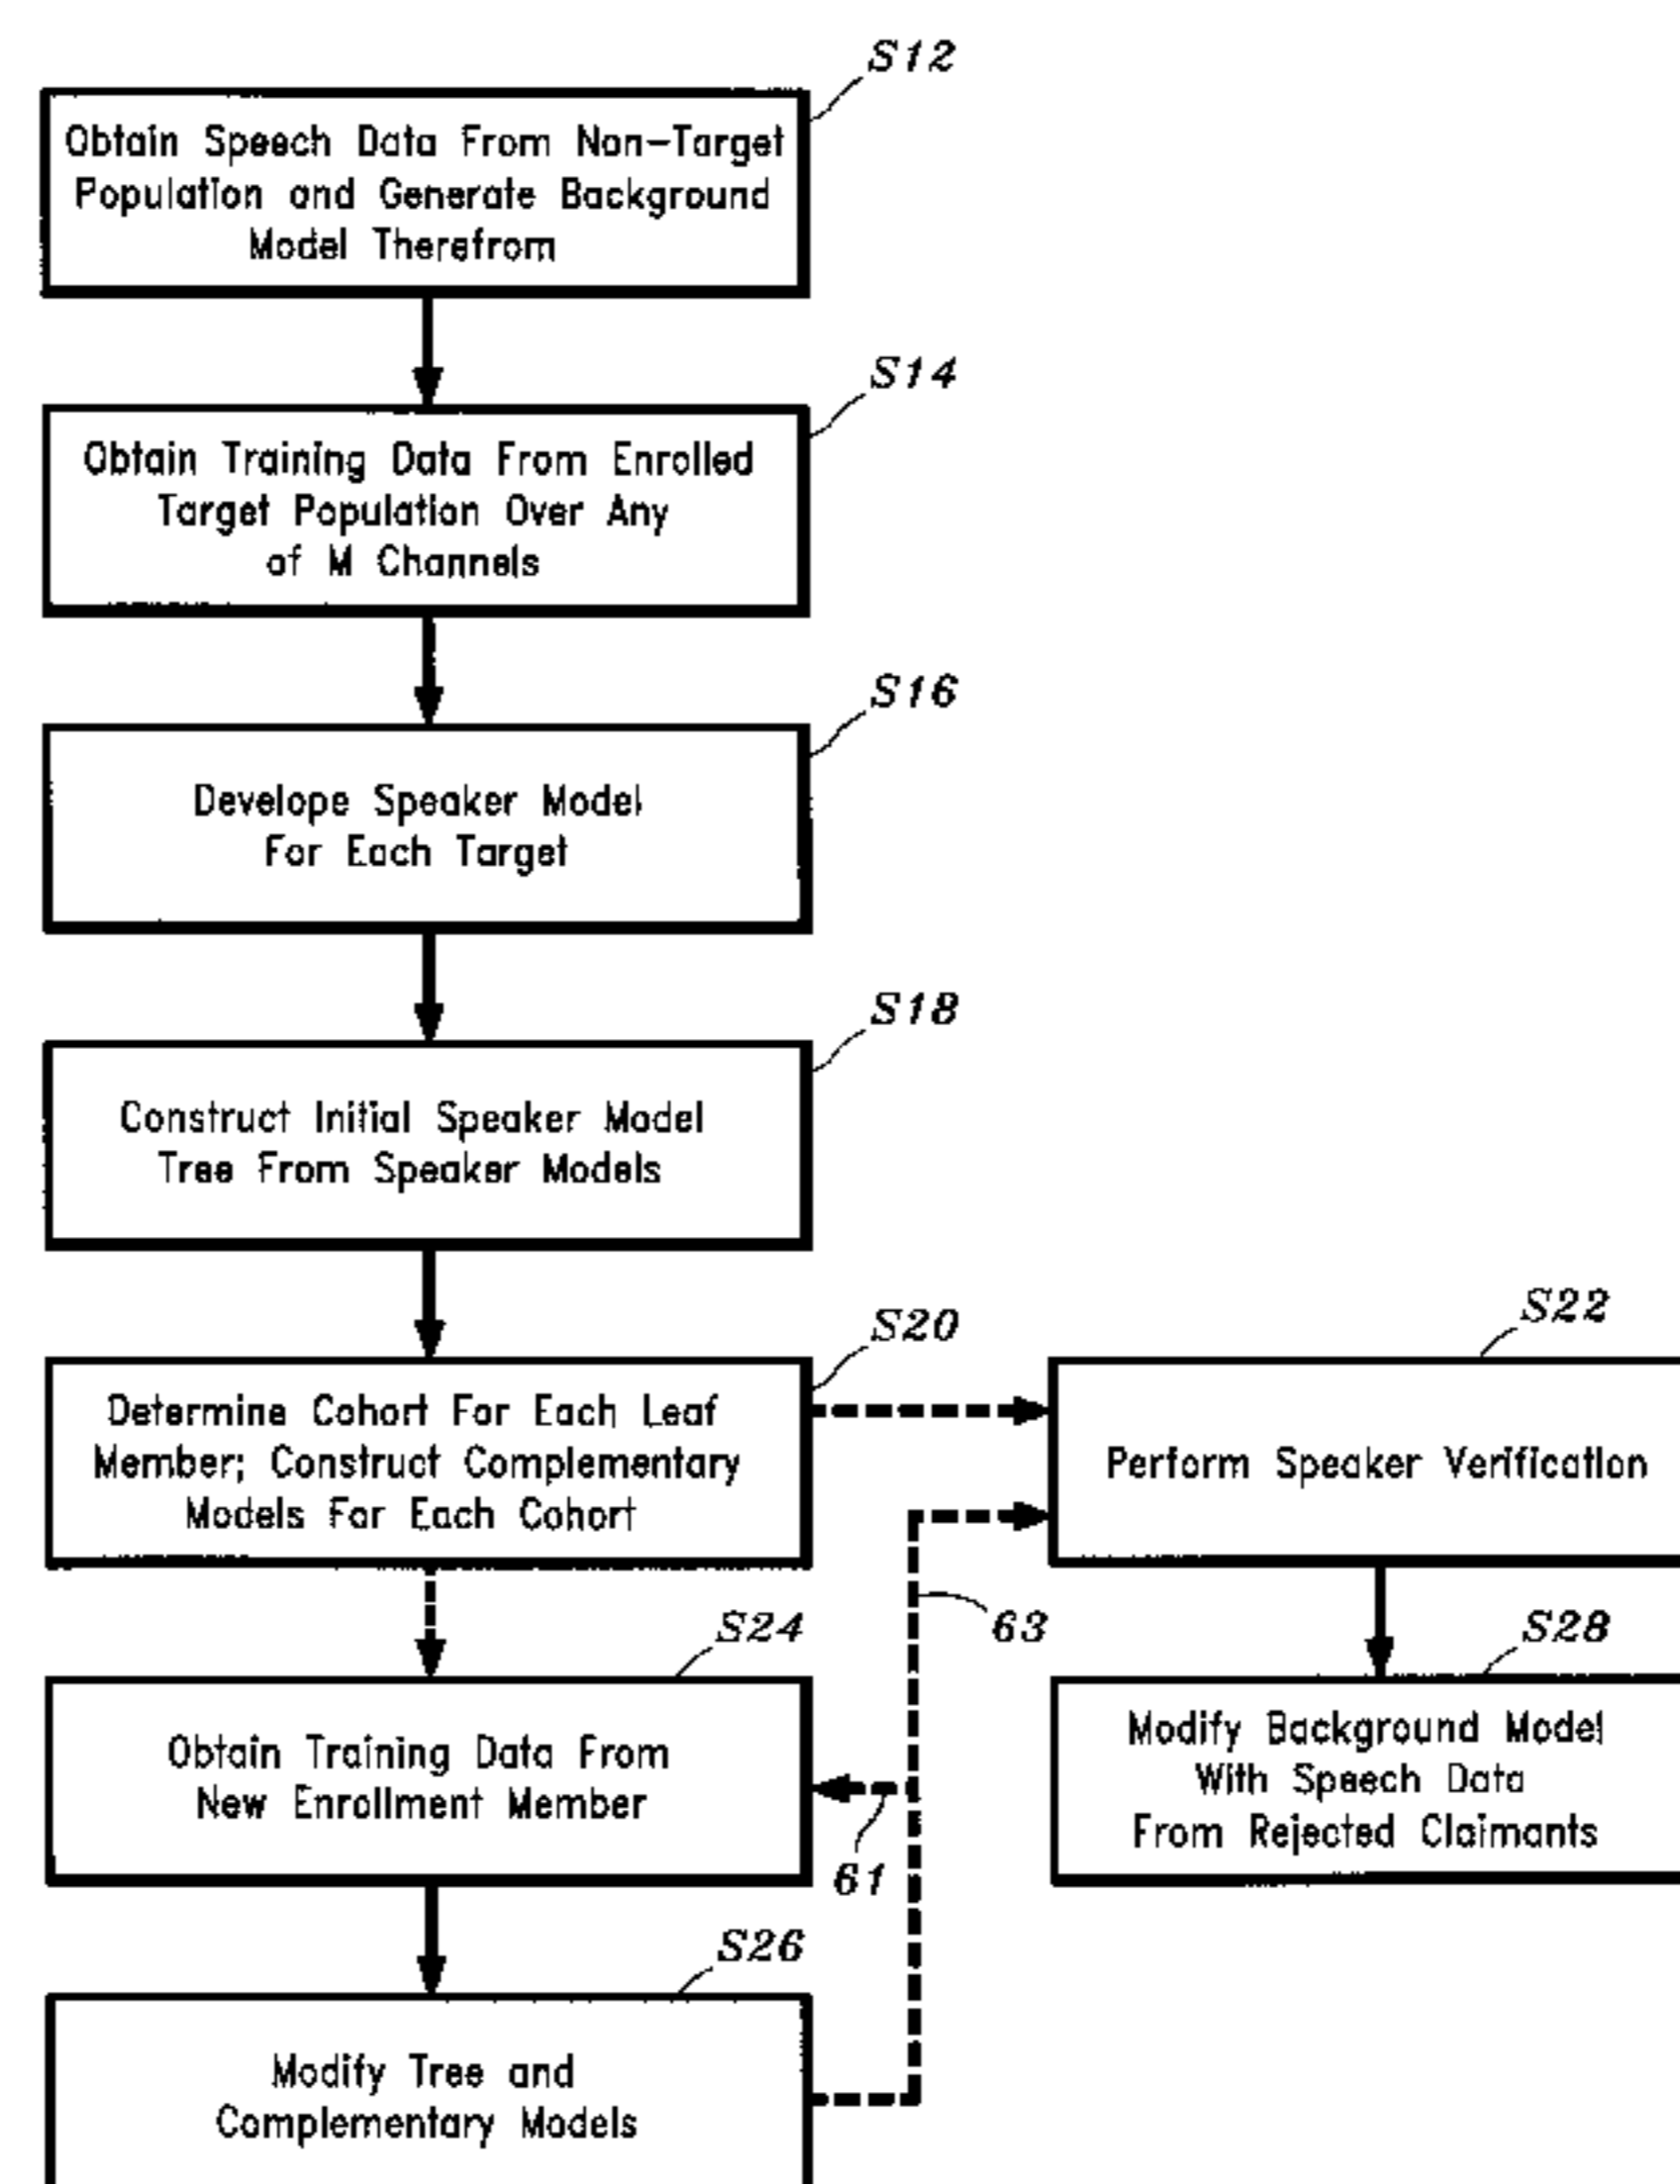 S12
Obtain Speech Data From Non-Target
Population and Generate Background
Model Therefrom
S14
Obtain Training Data From Enrolled
Target Population Over Any
of M Channels
S16
Develope Speaker Model
For Each Target
S18
Construct Initial Speaker Model
Tree From Speaker Models
S20
Determine Cohort For Each Leaf
Member; Construct Complementary
Models For Each Cohort
S22
Perform Speaker Verification
63
S24
Obtain Training Data From
New Enrollment Member
61
S28
Modify Background Model
With Speech Data
From Rejected Claimants
S26
Modify Tree and
Complementary Models